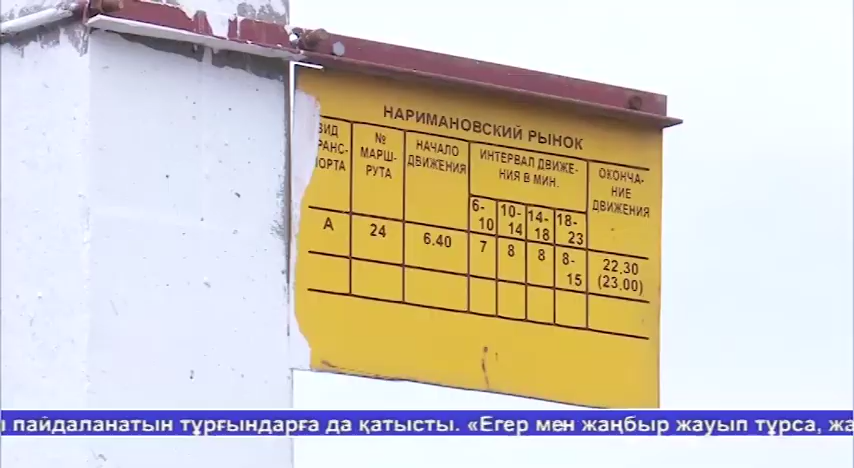 НАРИМАНОВСКИЙ РЫНОК
ВИД ТРАНС- ПОРТА
№ МАРШ- РУТА
НАЧАЛО ДВИЖЕНИЯ
ИНТЕРВАЛ ДВИЖЕ- НИЯ В МИН.
ОКОНЧА- НИЕ ДВИЖЕНИЯ
6- 10 10- 14 14- 18 18- 23
А 24 6.40 7 8 8 8- 15 22.30 (23.00)
пайдаланатын тұрғындарға да қатысты. «Егер мен жаңбыр жауып тұрса, жа